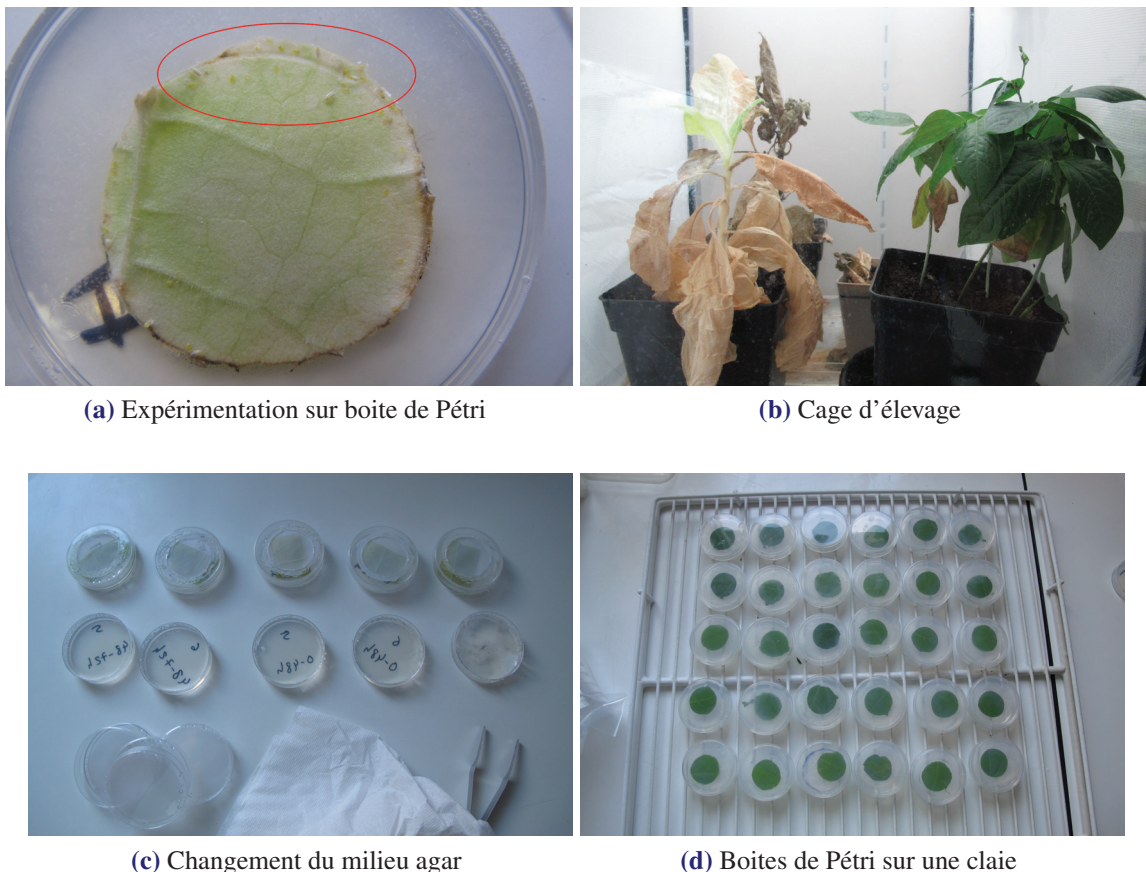 (a) Expérimentation sur boite de Pétri
(b) Cage d'élevage
(c) Changement du milieu agar
(d) Boites de Pétri sur une claie